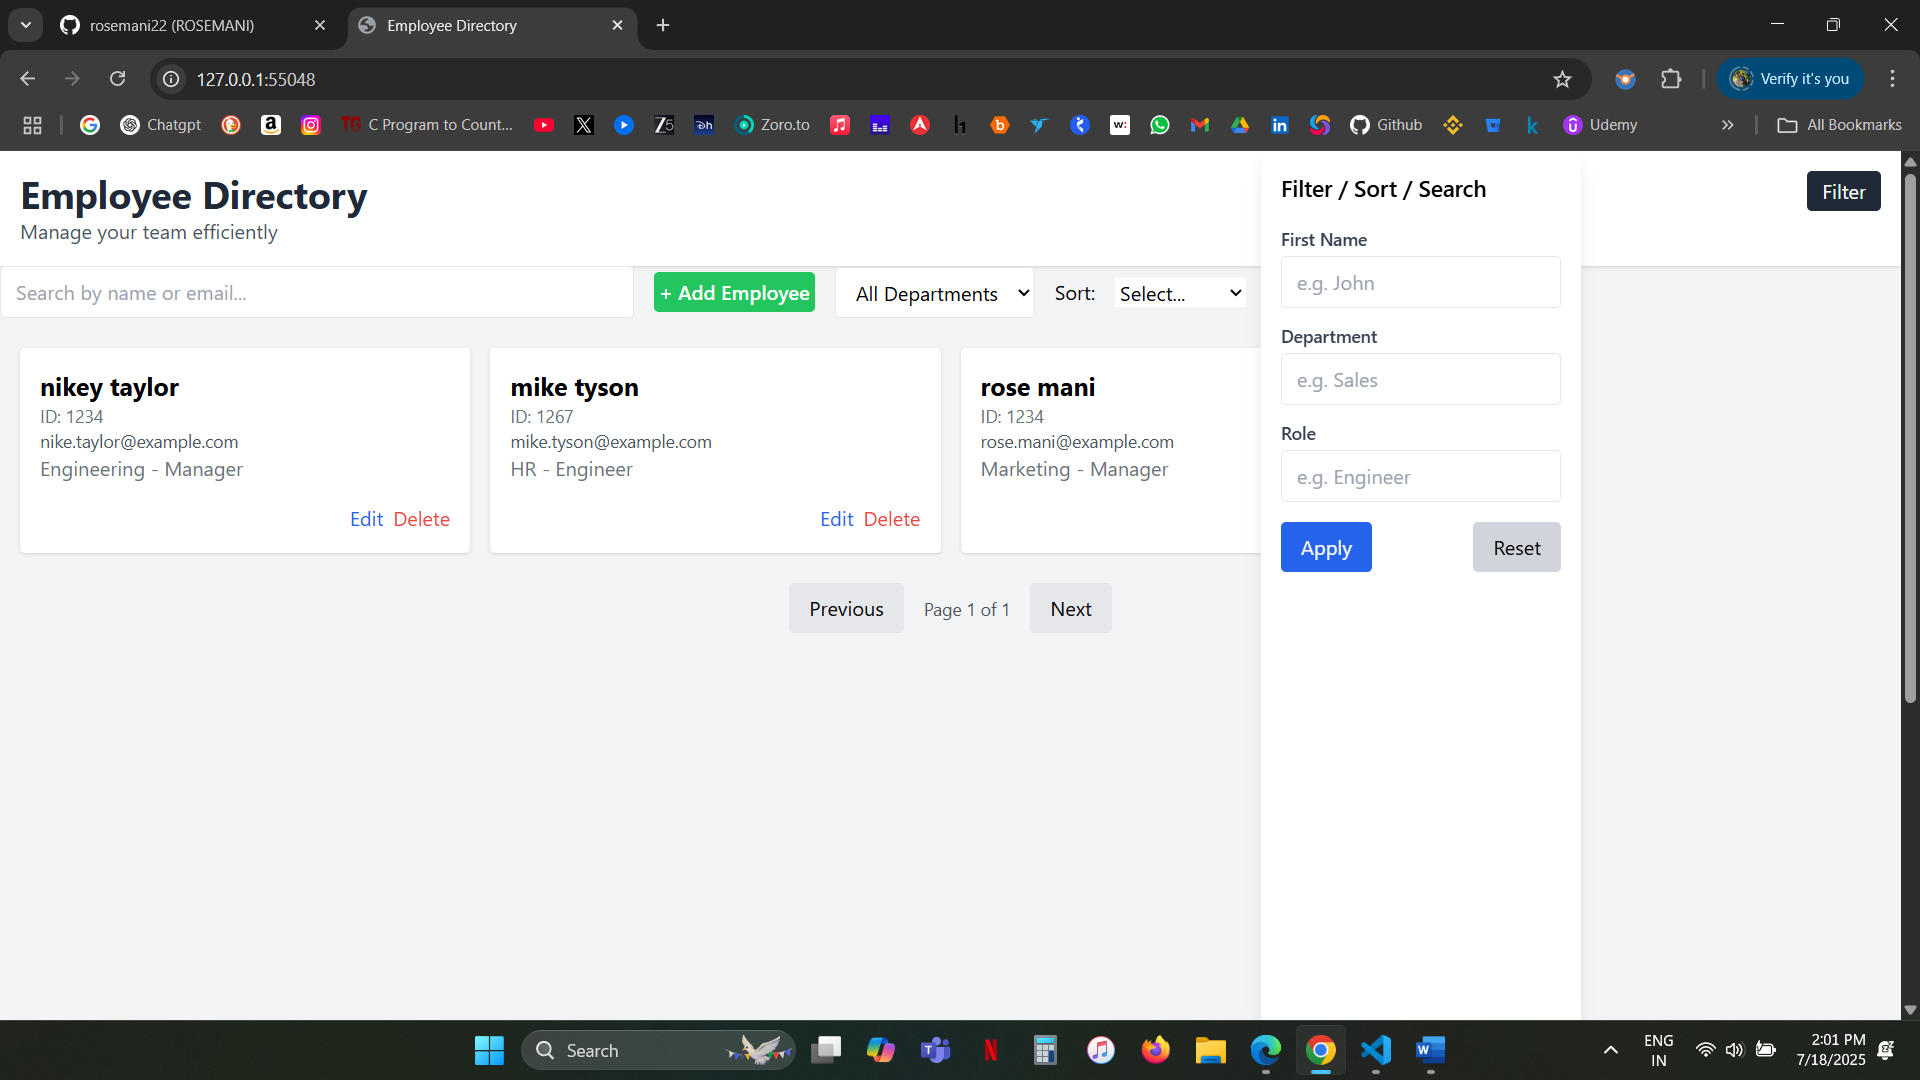 rosemani22 (ROSEMANI)
Employee Directory
127.0.0.1:55048
Verify it's you
Chatgpt
TG C Program to Count...
Zoro.to
Github
Udemy
All Bookmarks
Employee Directory
Manage your team efficiently
Filter
Search by name or email...
+ Add Employee
All Departments
Sort:
Select...
nikey taylor
ID: 1234
nike.taylor@example.com
Engineering - Manager
Edit Delete
mike tyson
ID: 1267
mike.tyson@example.com
HR - Engineer
Edit Delete
rose mani
ID: 1234
rose.mani@example.com
Marketing - Manager
Previous
Page 1 of 1
Next
Filter / Sort / Search
First Name
e.g. John
Department
e.g. Sales
Role
e.g. Engineer
Apply
Reset
Search
ENG
IN
2:01 PM
7/18/2025